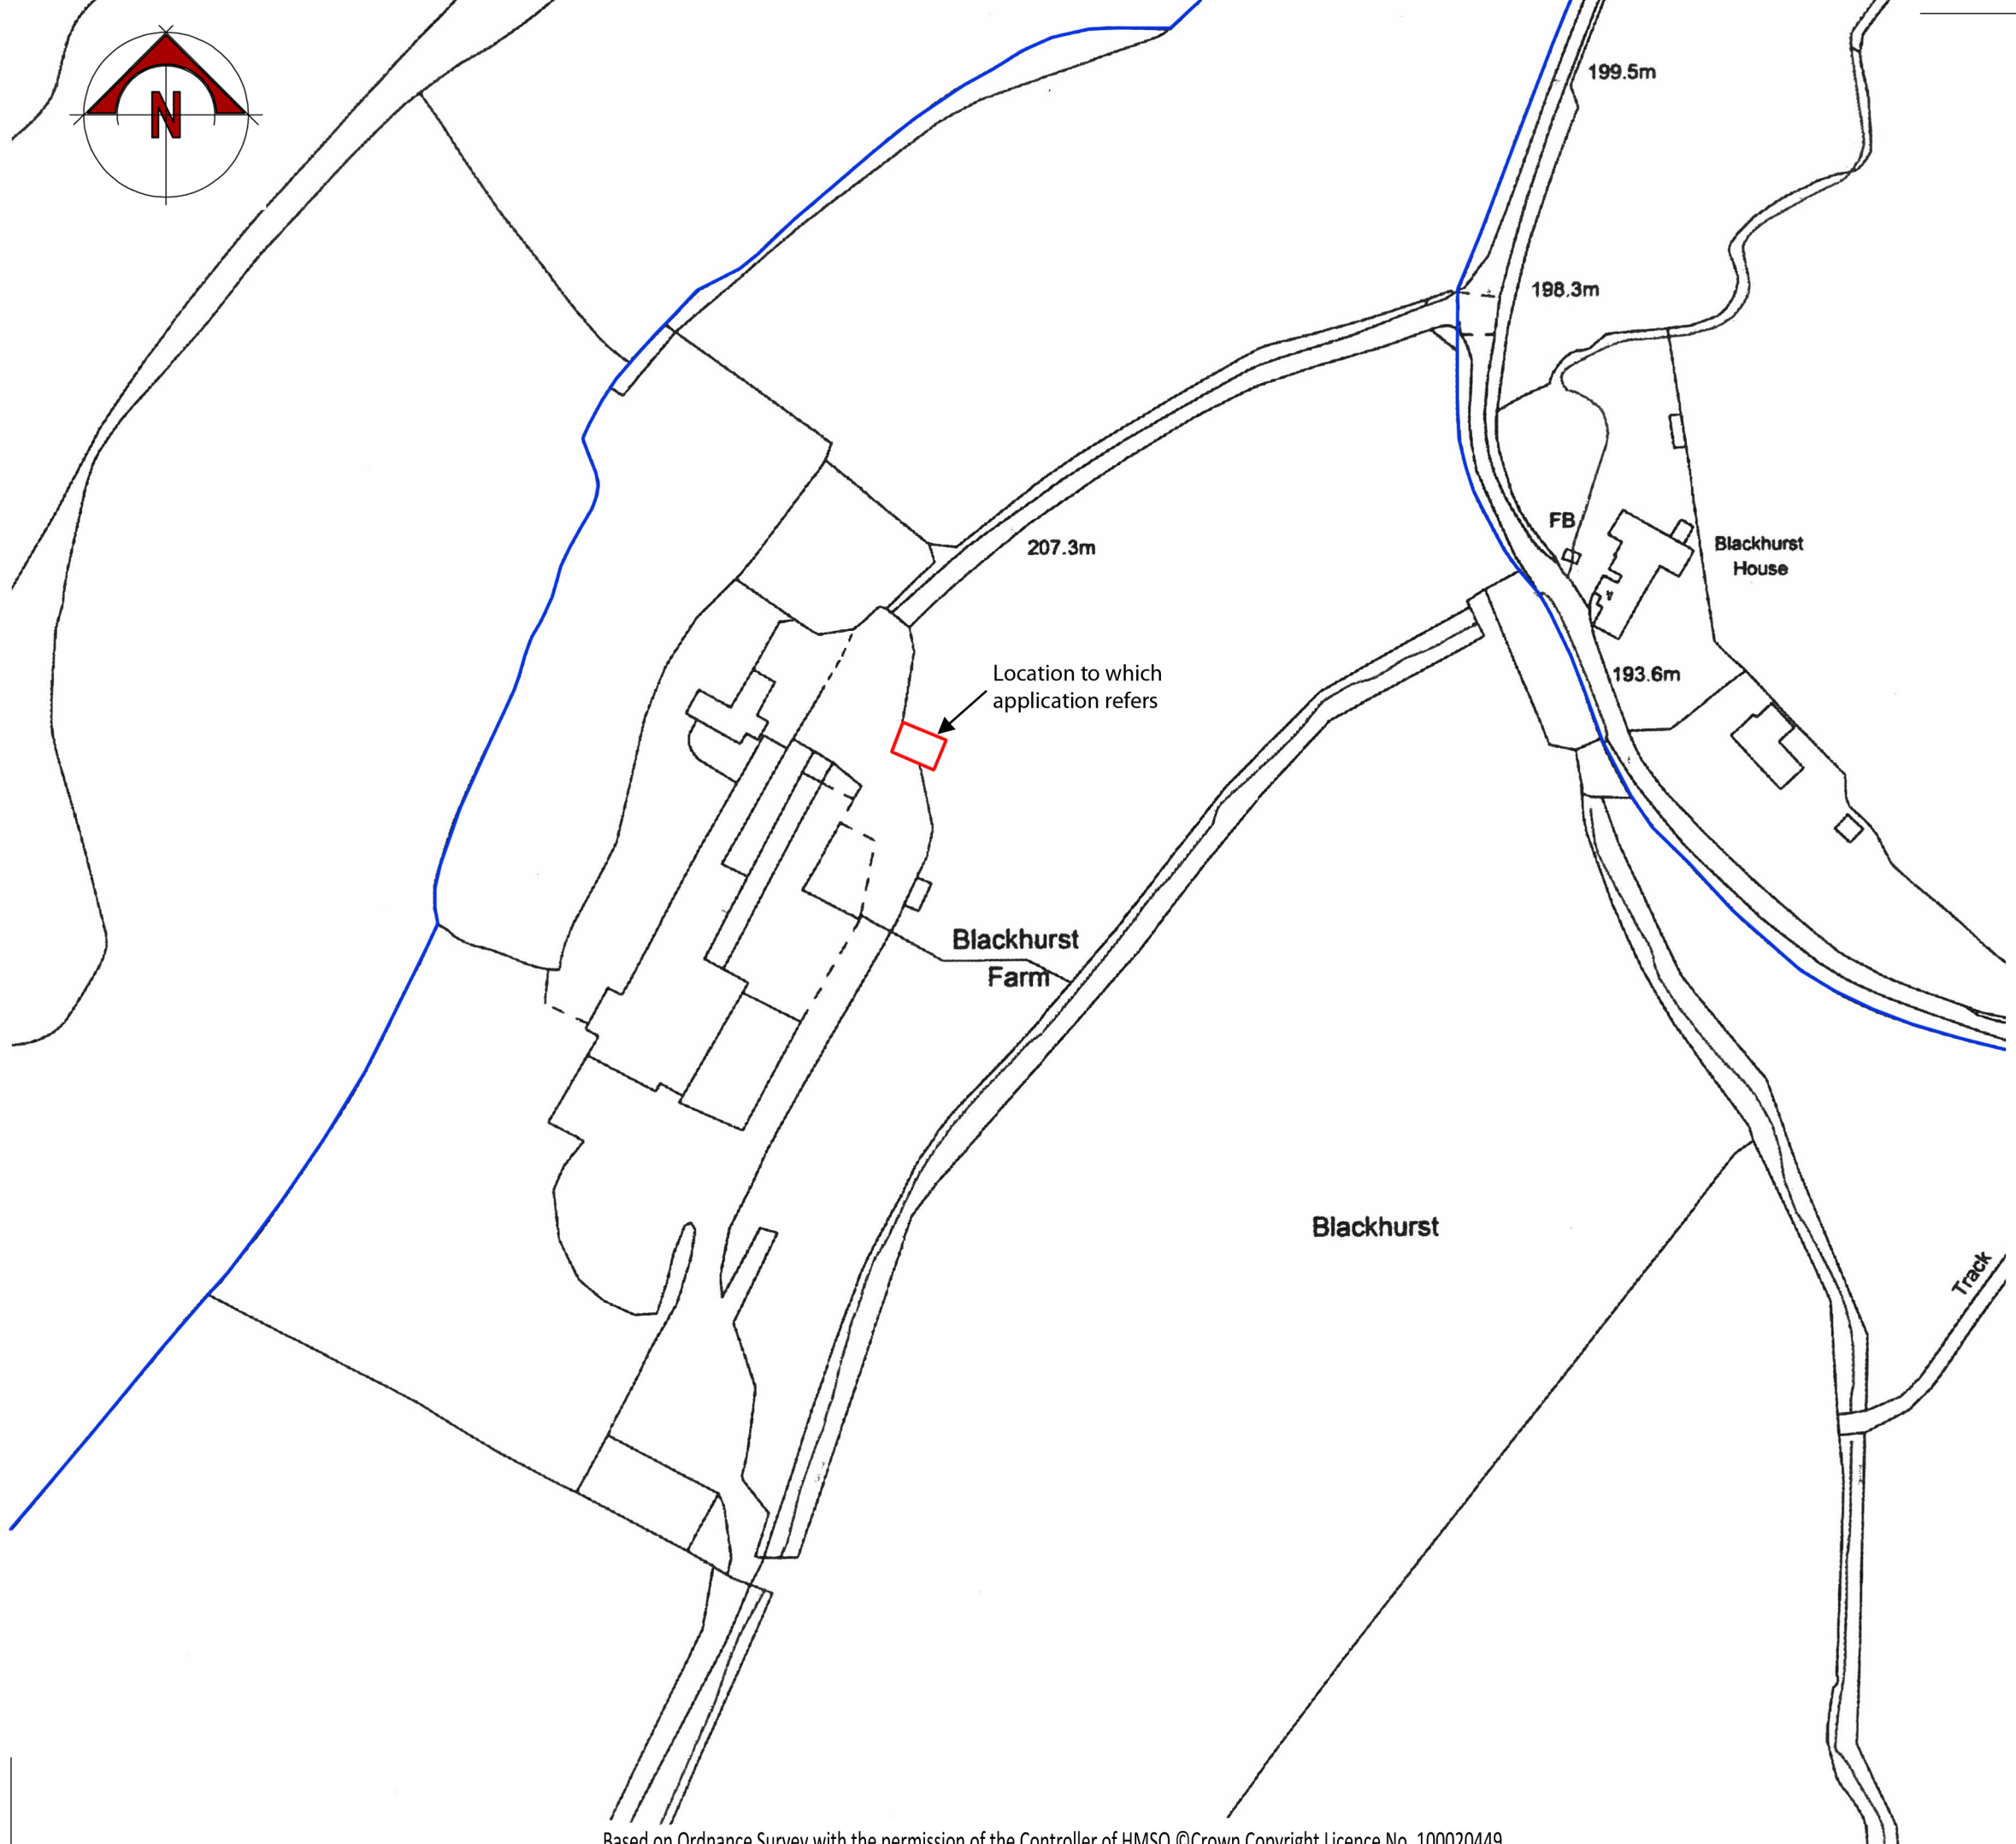 N
199.5m
198.3m
FB
Blackhurst
House
207.3m
Location to which
application refers
193.6m
Blackhurst
Farm
Blackhurst
Track
Based on Ordnance Survey with the permission of the Controller of HMSO ©Crown Copyright Licence No. 100020449